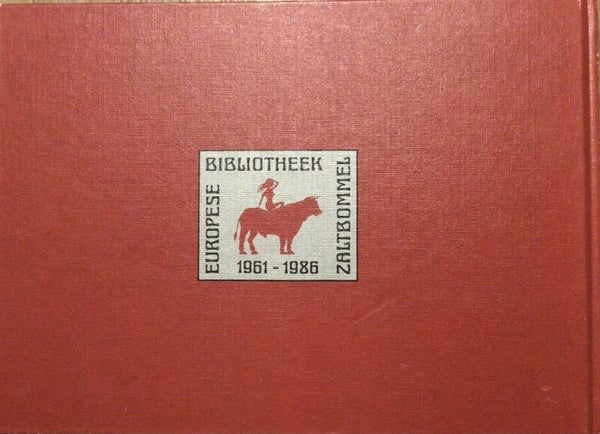 EUROPESE
BIBLIOTHEEK
ZALTBOMMEL
1961 - 1986